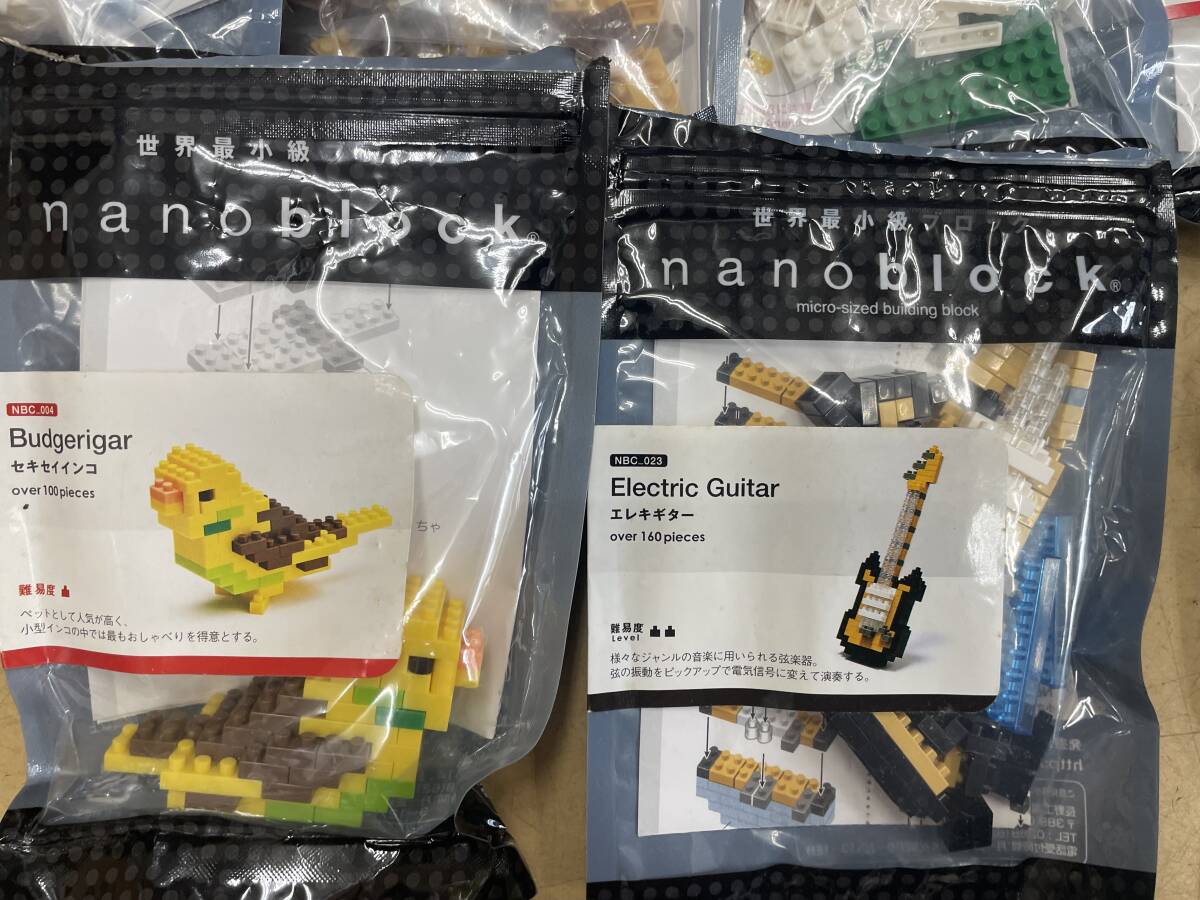 世界最小級
nanoblock®
NBC_004
Budgerigar
セキセイインコ
over 100 pieces
難易度
ペットとして人気が高く、
小型インコの中では最もおしゃべりを得意とする。
ちゃ
世界最小級ブロ
nanoblock®
micro-sized building block
NBC_023
Electric Guitar
エレキギター
over 160 pieces
難易度
Level
様々なジャンルの音楽に用いられる弦楽器。
弦の振動をピックアップで電気信号に変えて演奏する。